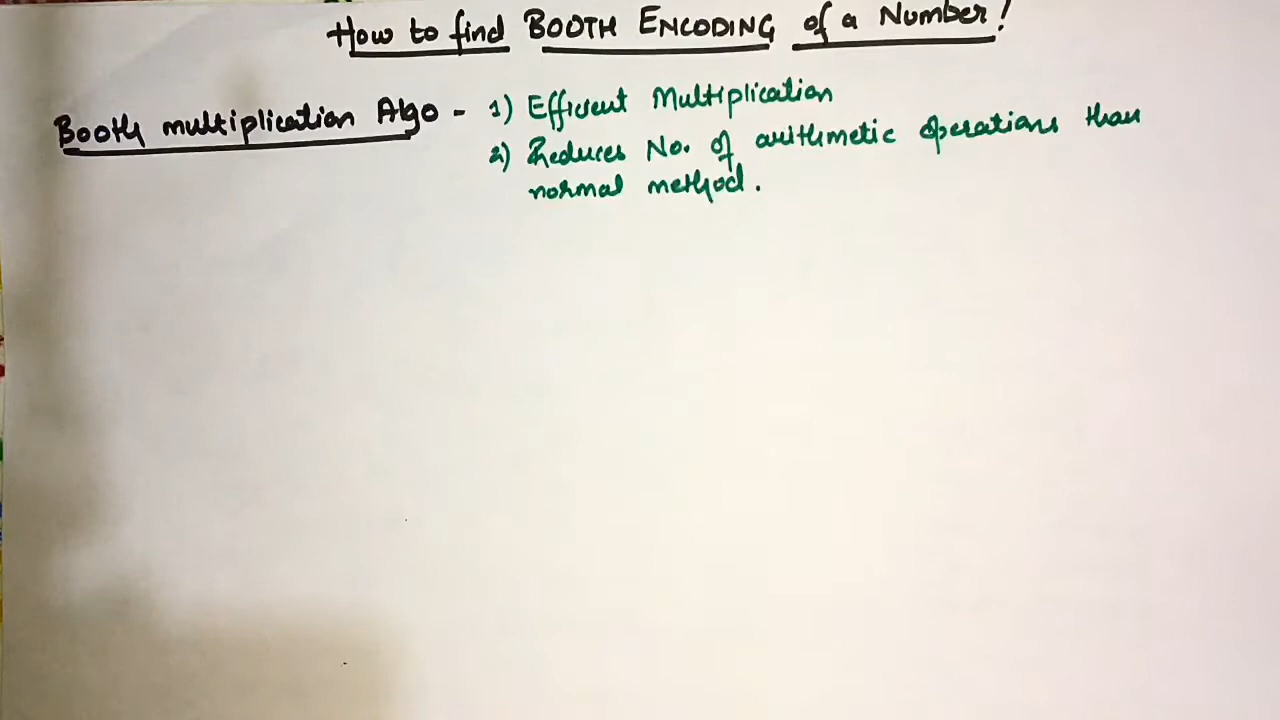 How to find BOOTH ENCODING of a Number!
Booth multiplication Algo - 1) Efficient Multiplication
2) Reduces No. of arithmetic operations than
normal method.